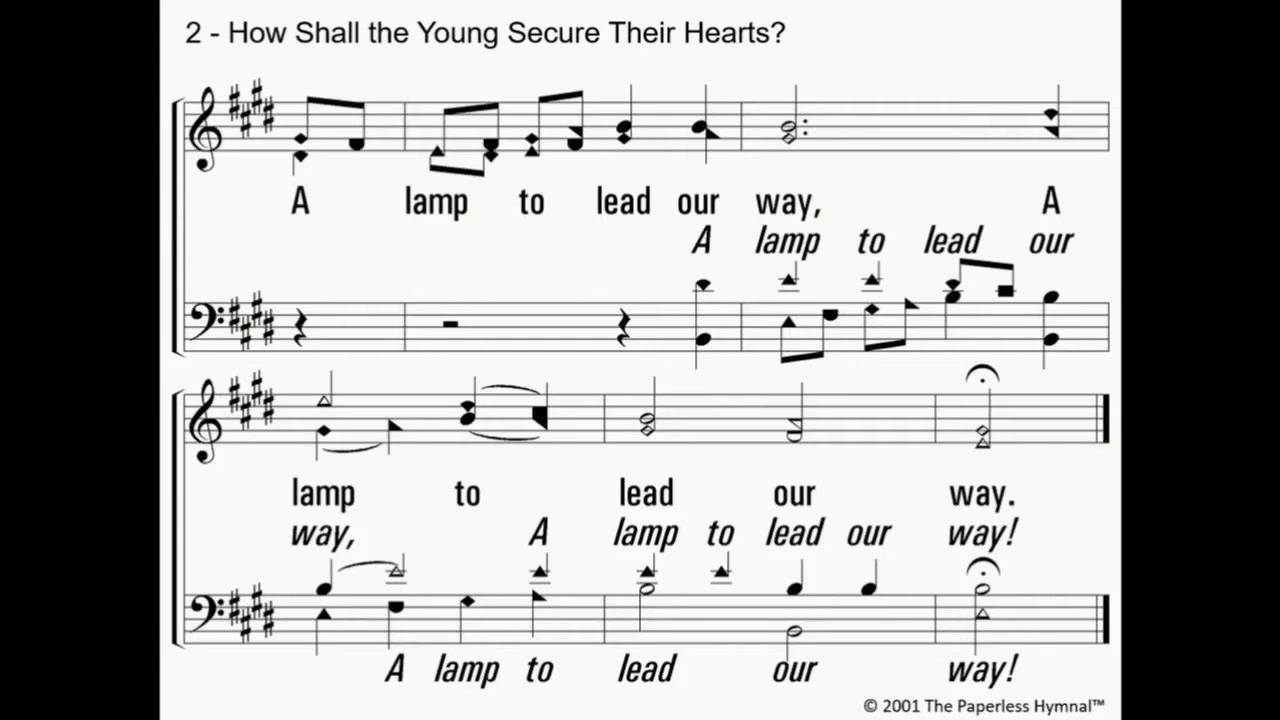 2 - How Shall the Young Secure Their Hearts?
A lamp to lead our way, A
A lamp to lead our
lamp to lead our way.
way, A lamp to lead our way!
A lamp to lead our way!
© 2001 The Paperless Hymnal™